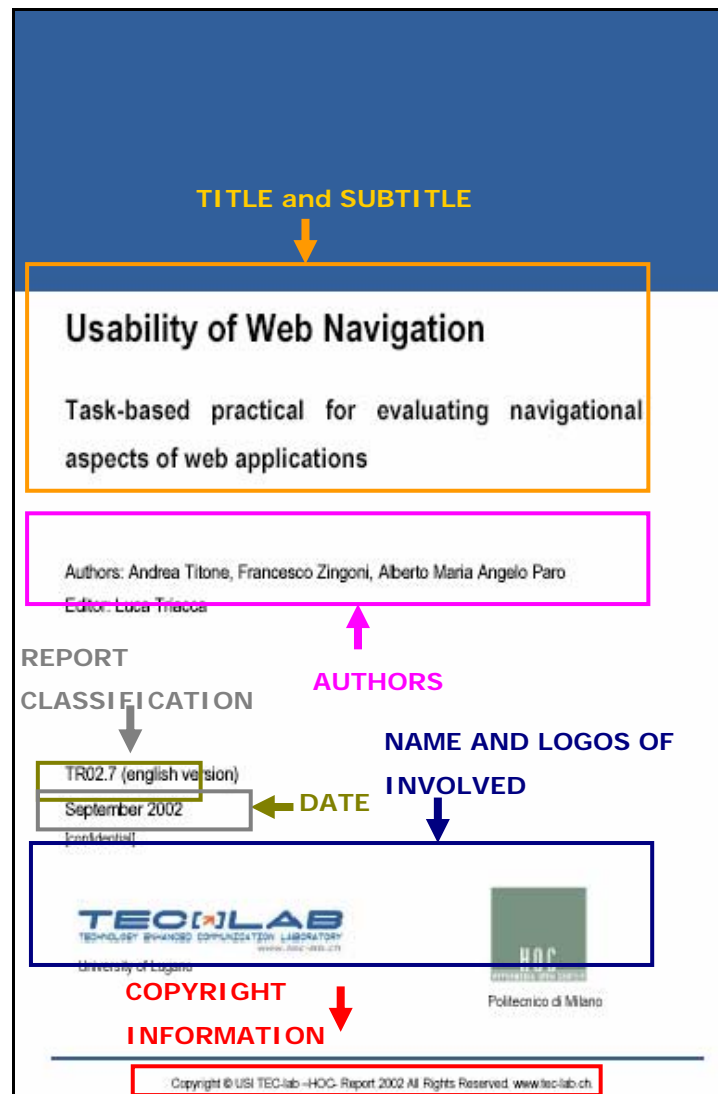 TITLE and SUBTITLE
Usability of Web Navigation
Task-based practical for evaluating navigational
aspects of web applications
Authors: Andrea Titone, Francesco Zingoni, Alberto Maria Angelo Paro
Editor: Luca Triacca
AUTHORS
REPORT
CLASSIFICATION
NAME AND LOGOS OF
INVOLVED
TR02.7 (english version)
September 2002
DATE
[confidential]
TEC[↗]LAB
TECHNOLOGY ENHANCED COMMUNICATION LABORATORY
University of Lugano
HOC
Politecnico di Milano
COPYRIGHT
INFORMATION
Copyright © USI TEC-lab –HOC- Report 2002 All Rights Reserved. www.tec-lab.ch.